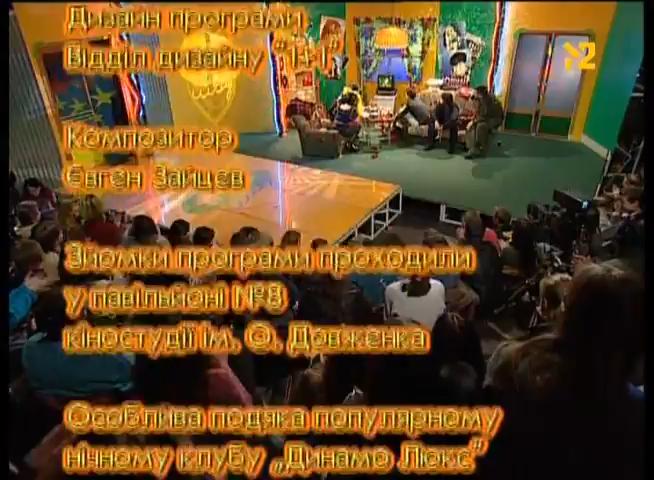 Дизайн програми
Відділ дизайну "1+1"
2
Композитор
Євген Зайцев
Зйомки програми проходили
у павільйоні №8
кіностудії ім. О. Довженка
Особлива подяка популярному
нічному клубу „Динамо Люкс"